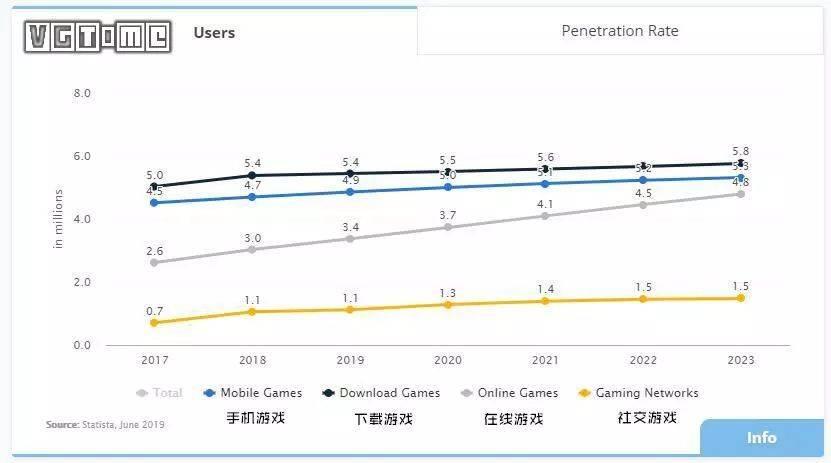 VGTIME
Users
Penetration Rate
8.0
6.0
4.0
2.0
0.0
in millions
5.0 5.4 5.4 5.5 5.6 5.8
4.5 4.7 4.9 5.0 5.1 5.2 5.3
2.6 3.0 3.4 3.7 4.1 4.5 4.8
0.7 1.1 1.1 1.3 1.4 1.5 1.5
2017 2018 2019 2020 2021 2022 2023
Total Mobile Games Download Games Online Games Gaming Networks
手机游戏 下载游戏 在线游戏 社交游戏
Source: Statista, June 2019
Info